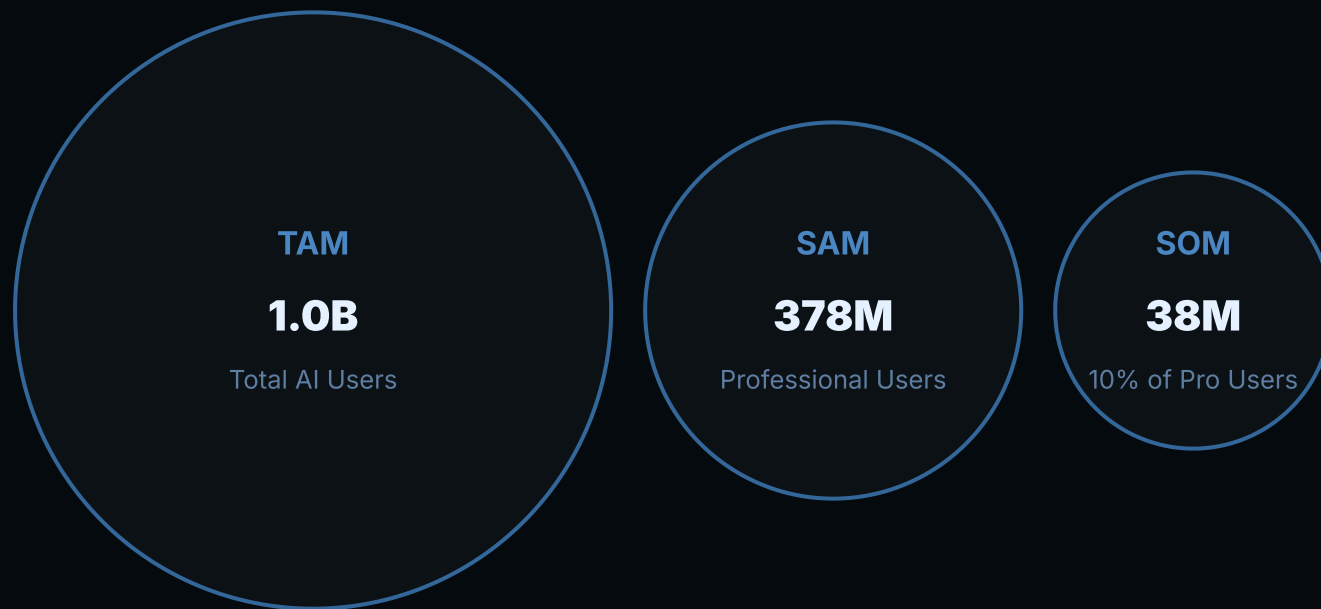 TAM
1.0B
Total AI Users
SAM
378M
Professional Users
SOM
38M
10% of Pro Users